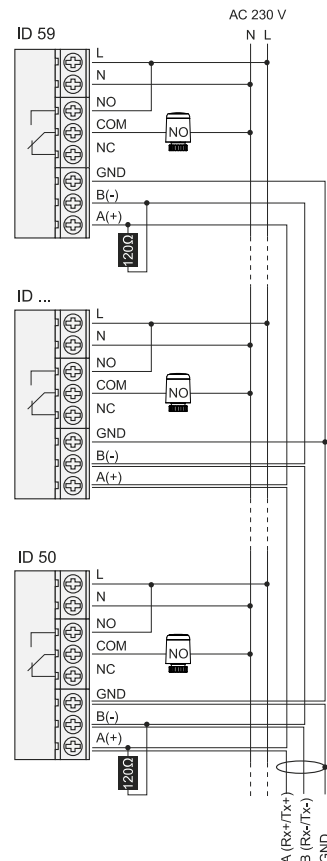 AC 230 V
N L
ID 59
L
N
NO
COM
NO
NC
GND
B(-)
A(+)
120Ω
ID ...
L
N
NO
COM
NO
NC
GND
B(-)
A(+)
ID 50
L
N
NO
COM
NO
NC
GND
B(-)
A(+)
120Ω
A (Rx+/Tx+)
B (Rx-/Tx-)
GND